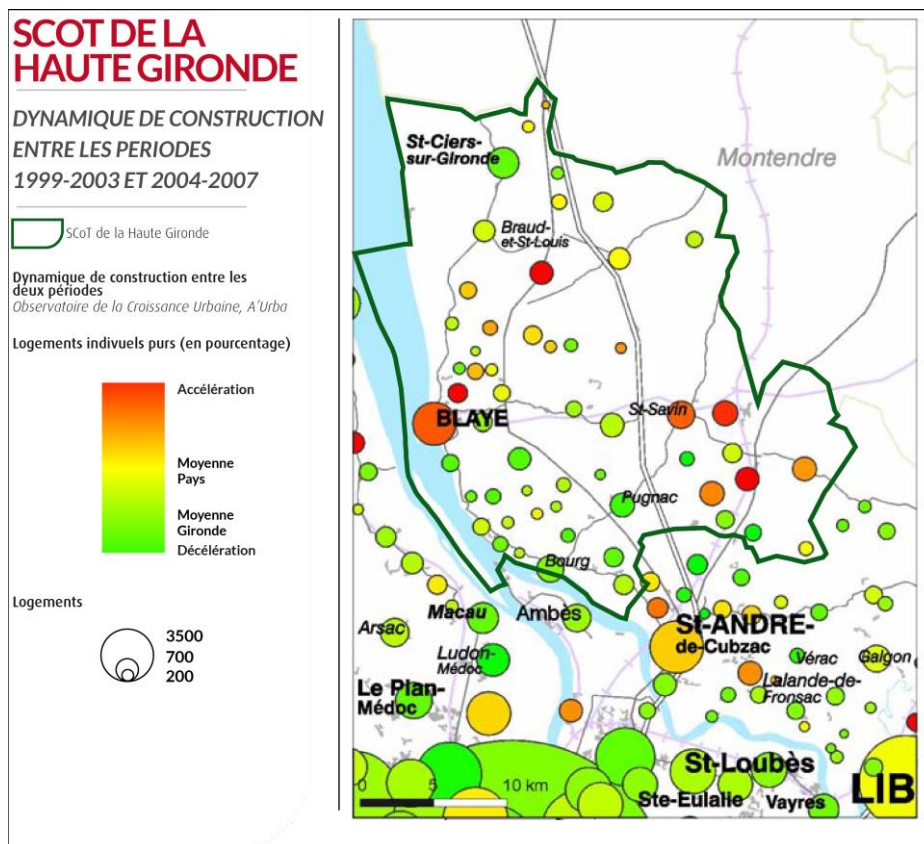 SCOT DE LA
HAUTE GIRONDE
DYNAMIQUE DE CONSTRUCTION
ENTRE LES PERIODES
1999-2003 ET 2004-2007
SCoT de la Haute Gironde
Dynamique de construction entre les
deux périodes
Observatoire de la Croissance Urbaine, A'Urba
Logements indivuels purs (en pourcentage)
Accélération
Moyenne
Pays
Moyenne
Gironde
Décélération
Logements
3500
700
200
St-Ciers-
sur-Gironde
Montendre
Braud-
et-St-Louis
BLAYE
St-Savin
Pugnac
Bourg
Macau
Ambès
Arsac
St-ANDRE-
de-Cubzac
Ludon-
Médoc
Vérac
Galgon
Le Pian-
Médoc
Lalande-de-
Fronsac
St-Loubès
0 5 10 km
Ste-Eulalie
Vayres
LIB